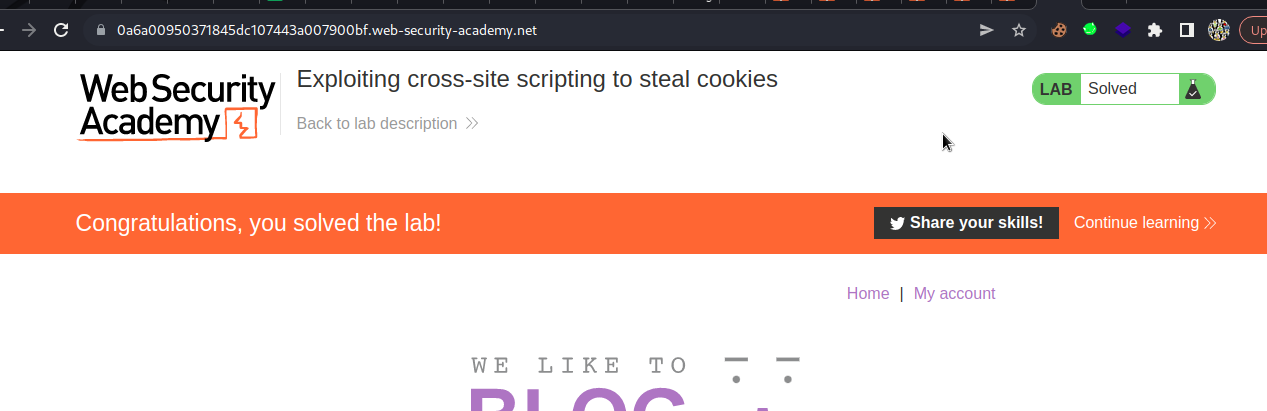 0a6a00950371845dc107443a007900bf.web-security-academy.net
Up
Web Security
Academy
Exploiting cross-site scripting to steal cookies
Back to lab description
LAB Solved
Congratulations, you solved the lab!
Share your skills!
Continue learning
Home | My account
WE LIKE TO
BLOG